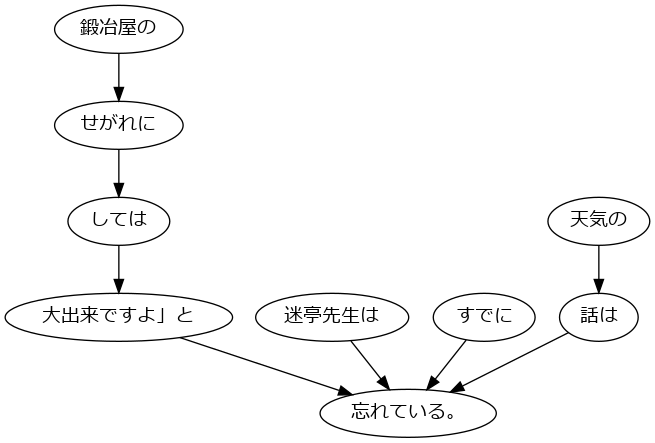 鍛冶屋の
せがれに
しては
天気の
大出来ですよ」と
迷亭先生は
すでに
話は
忘れている。